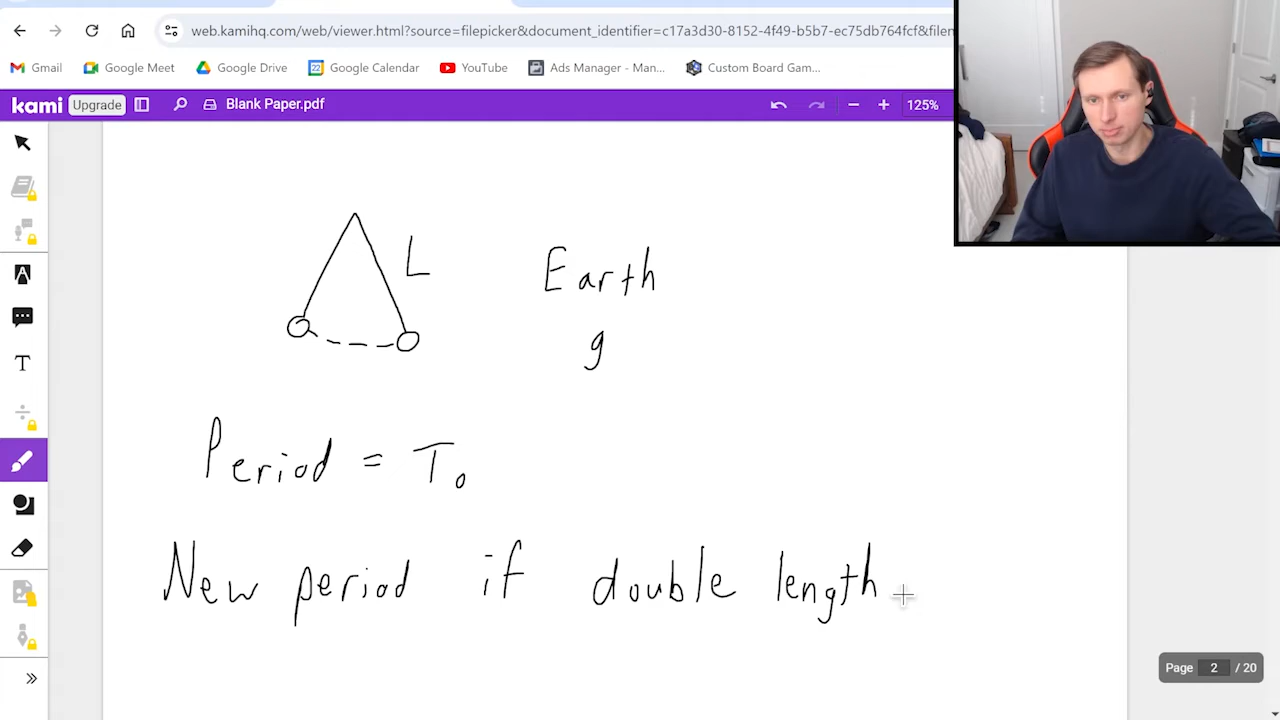 web.kamihq.com/web/viewer.html?source=filepicker&document_identifier=c17a3d30-8152-4f49-b5b7-ec75db764fcf&filen
Gmail Google Meet Google Drive 22 Google Calendar YouTube Ads Manager - Man... Custom Board Gam...
kami Upgrade Blank Paper.pdf 125%
L
Earth
g
Period = T₀
New period if double length
Page 2 / 20